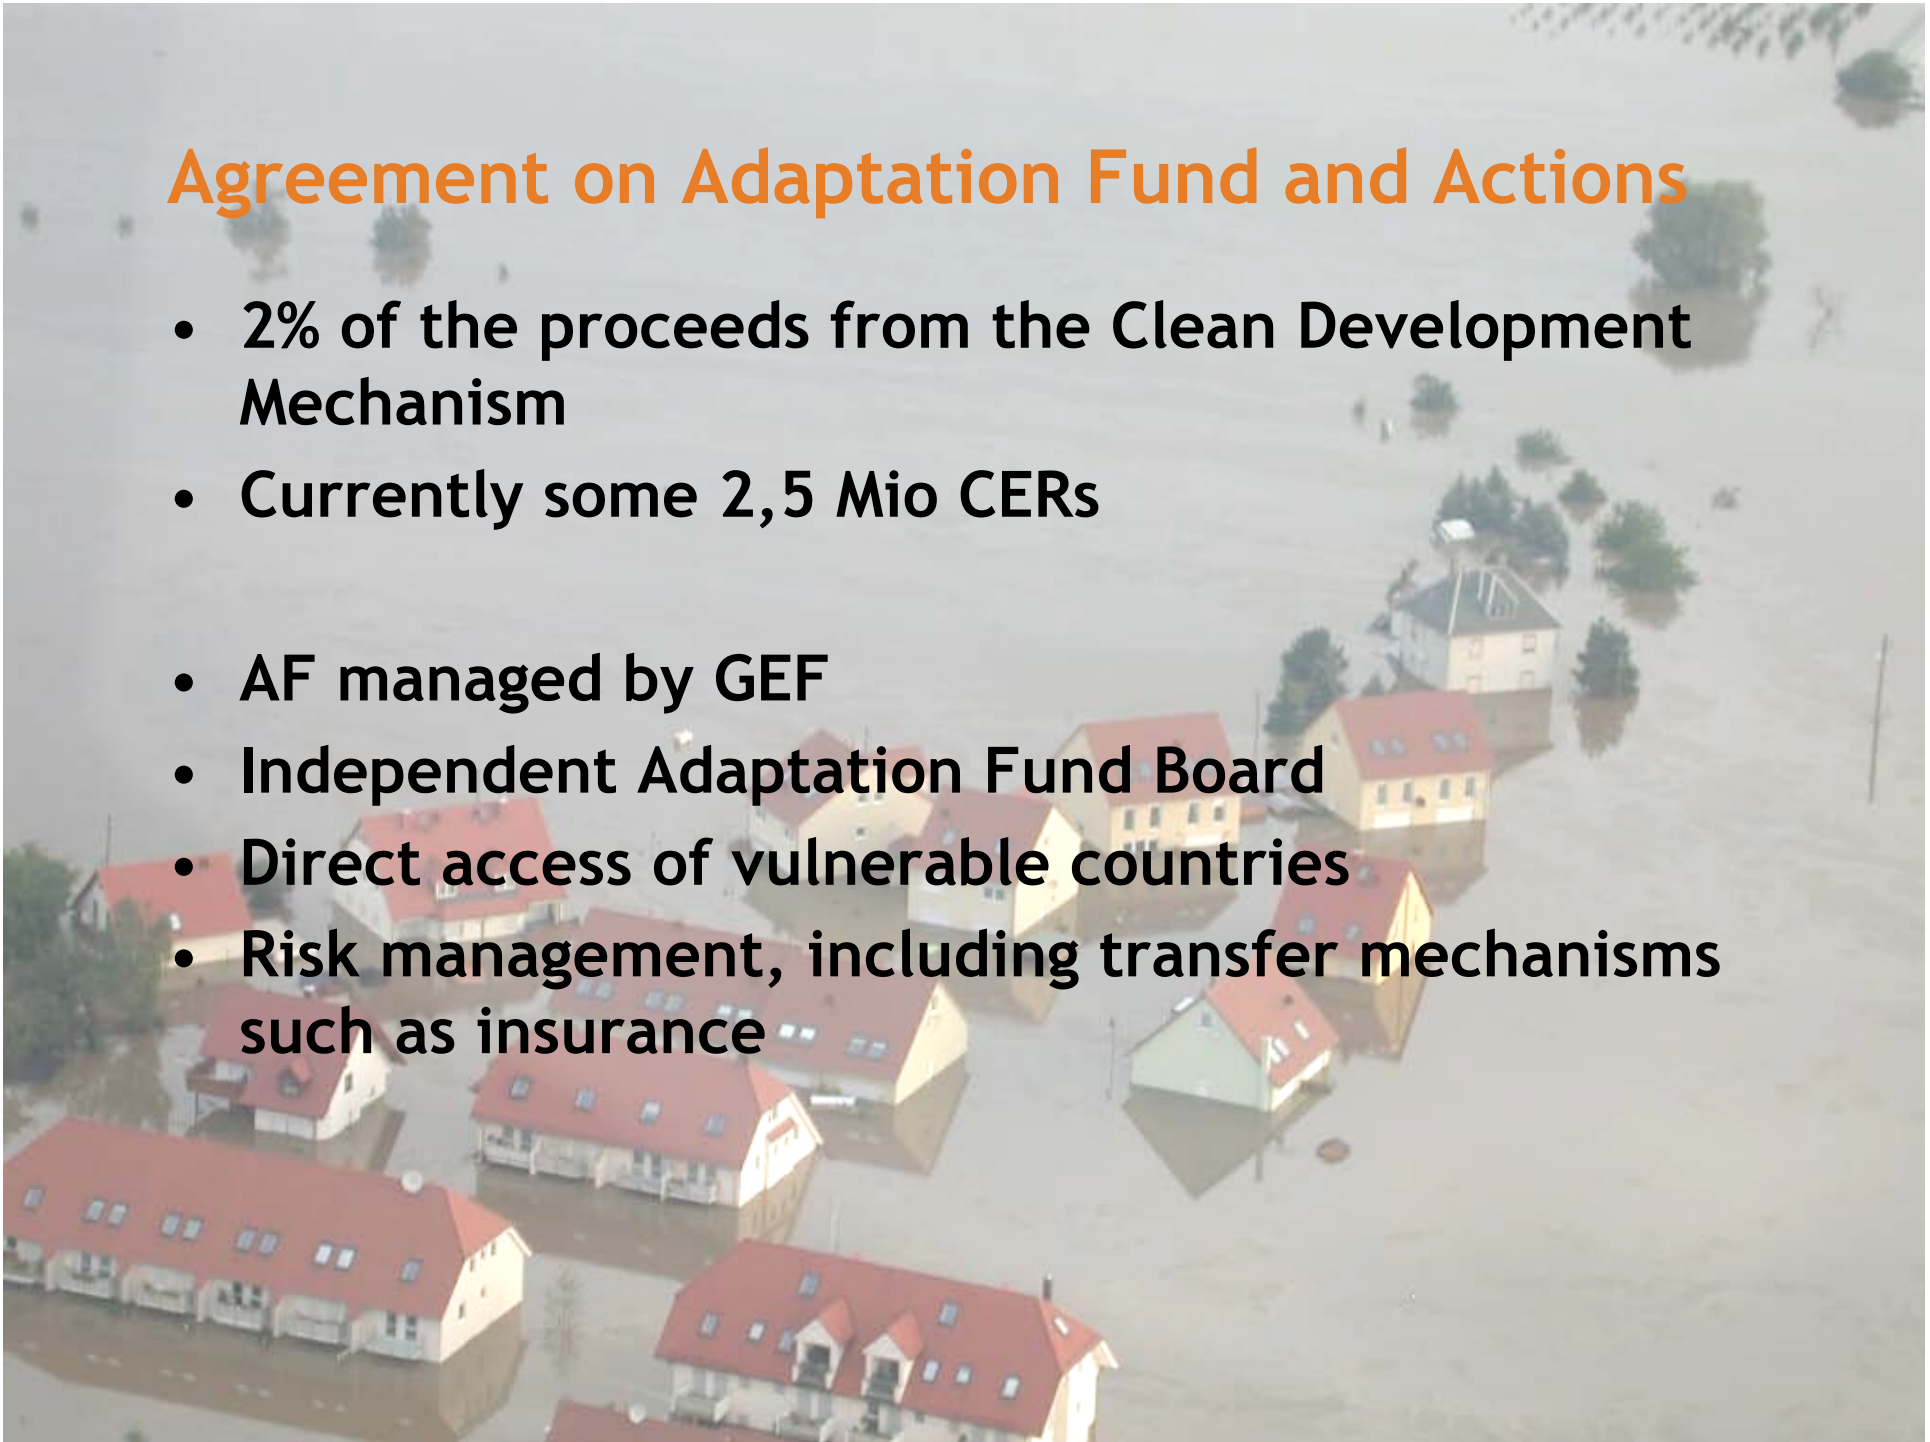 Agreement on Adaptation Fund and Actions
• 2% of the proceeds from the Clean Development
Mechanism
• Currently some 2,5 Mio CERs
• AF managed by GEF
• Independent Adaptation Fund Board
• Direct access of vulnerable countries
• Risk management, including transfer mechanisms
such as insurance